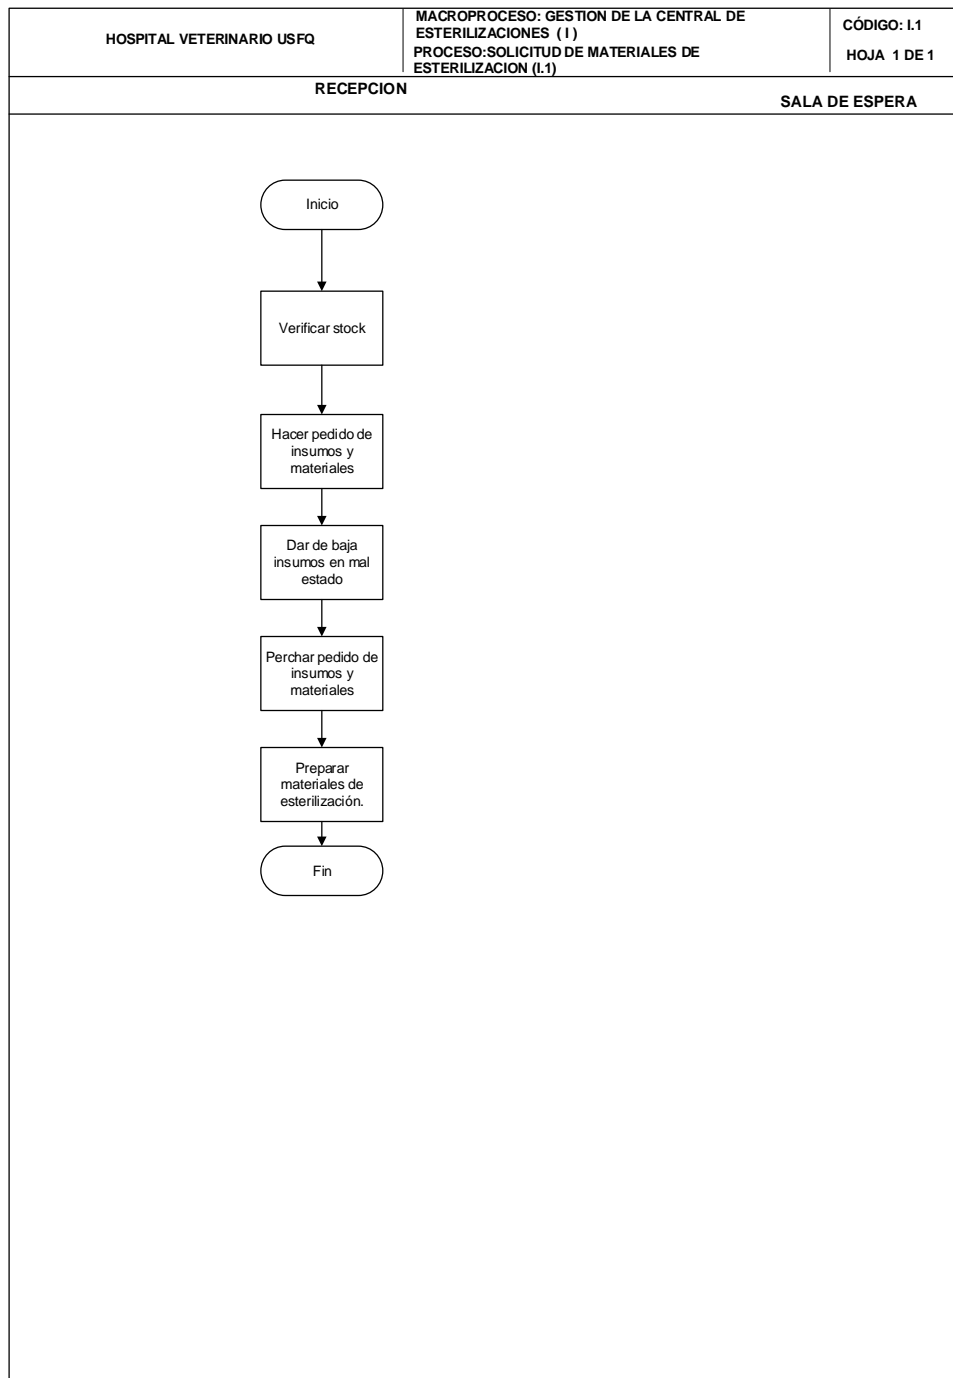 HOSPITAL VETERINARIO USFQ
MACROPROCESO: GESTION DE LA CENTRAL DE
ESTERILIZACIONES ( I )
PROCESO:SOLICITUD DE MATERIALES DE
ESTERILIZACION (I.1)
CÓDIGO: I.1
HOJA 1 DE 1
RECEPCION
SALA DE ESPERA
Inicio
Verificar stock
Hacer pedido de
insumos y
materiales
Dar de baja
insumos en mal
estado
Perchar pedido de
insumos y
materiales
Preparar
materiales de
esterilización.
Fin